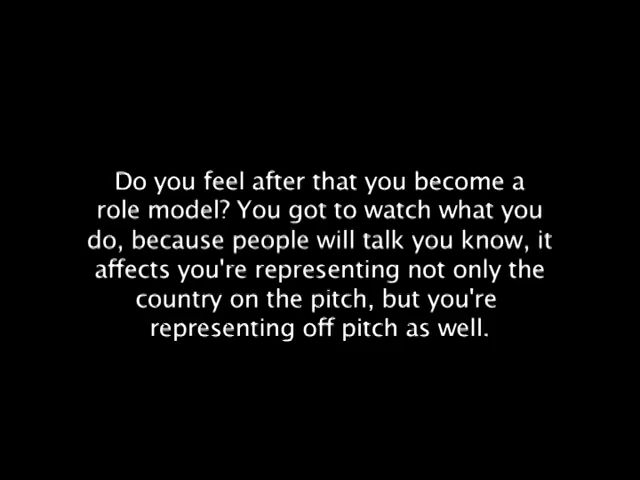 Do you feel after that you become a
role model? You got to watch what you
do, because people will talk you know, it
affects you're representing not only the
country on the pitch, but you're
representing off pitch as well.